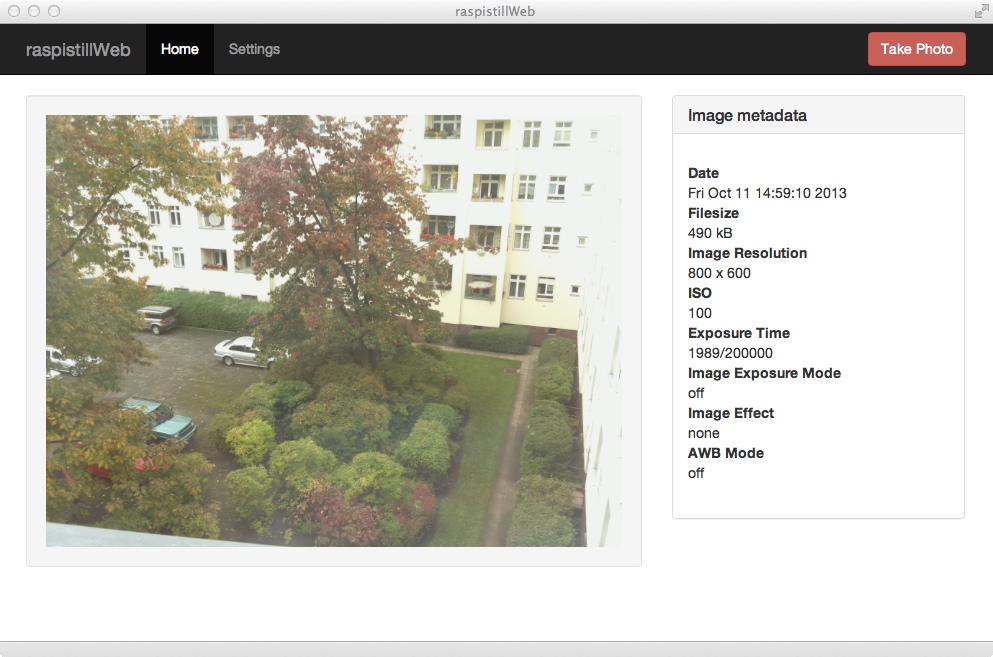 raspistillWeb
raspistillWeb Home Settings Take Photo
Image metadata
Date
Fri Oct 11 14:59:10 2013
Filesize
490 kB
Image Resolution
800 x 600
ISO
100
Exposure Time
1989/200000
Image Exposure Mode
off
Image Effect
none
AWB Mode
off